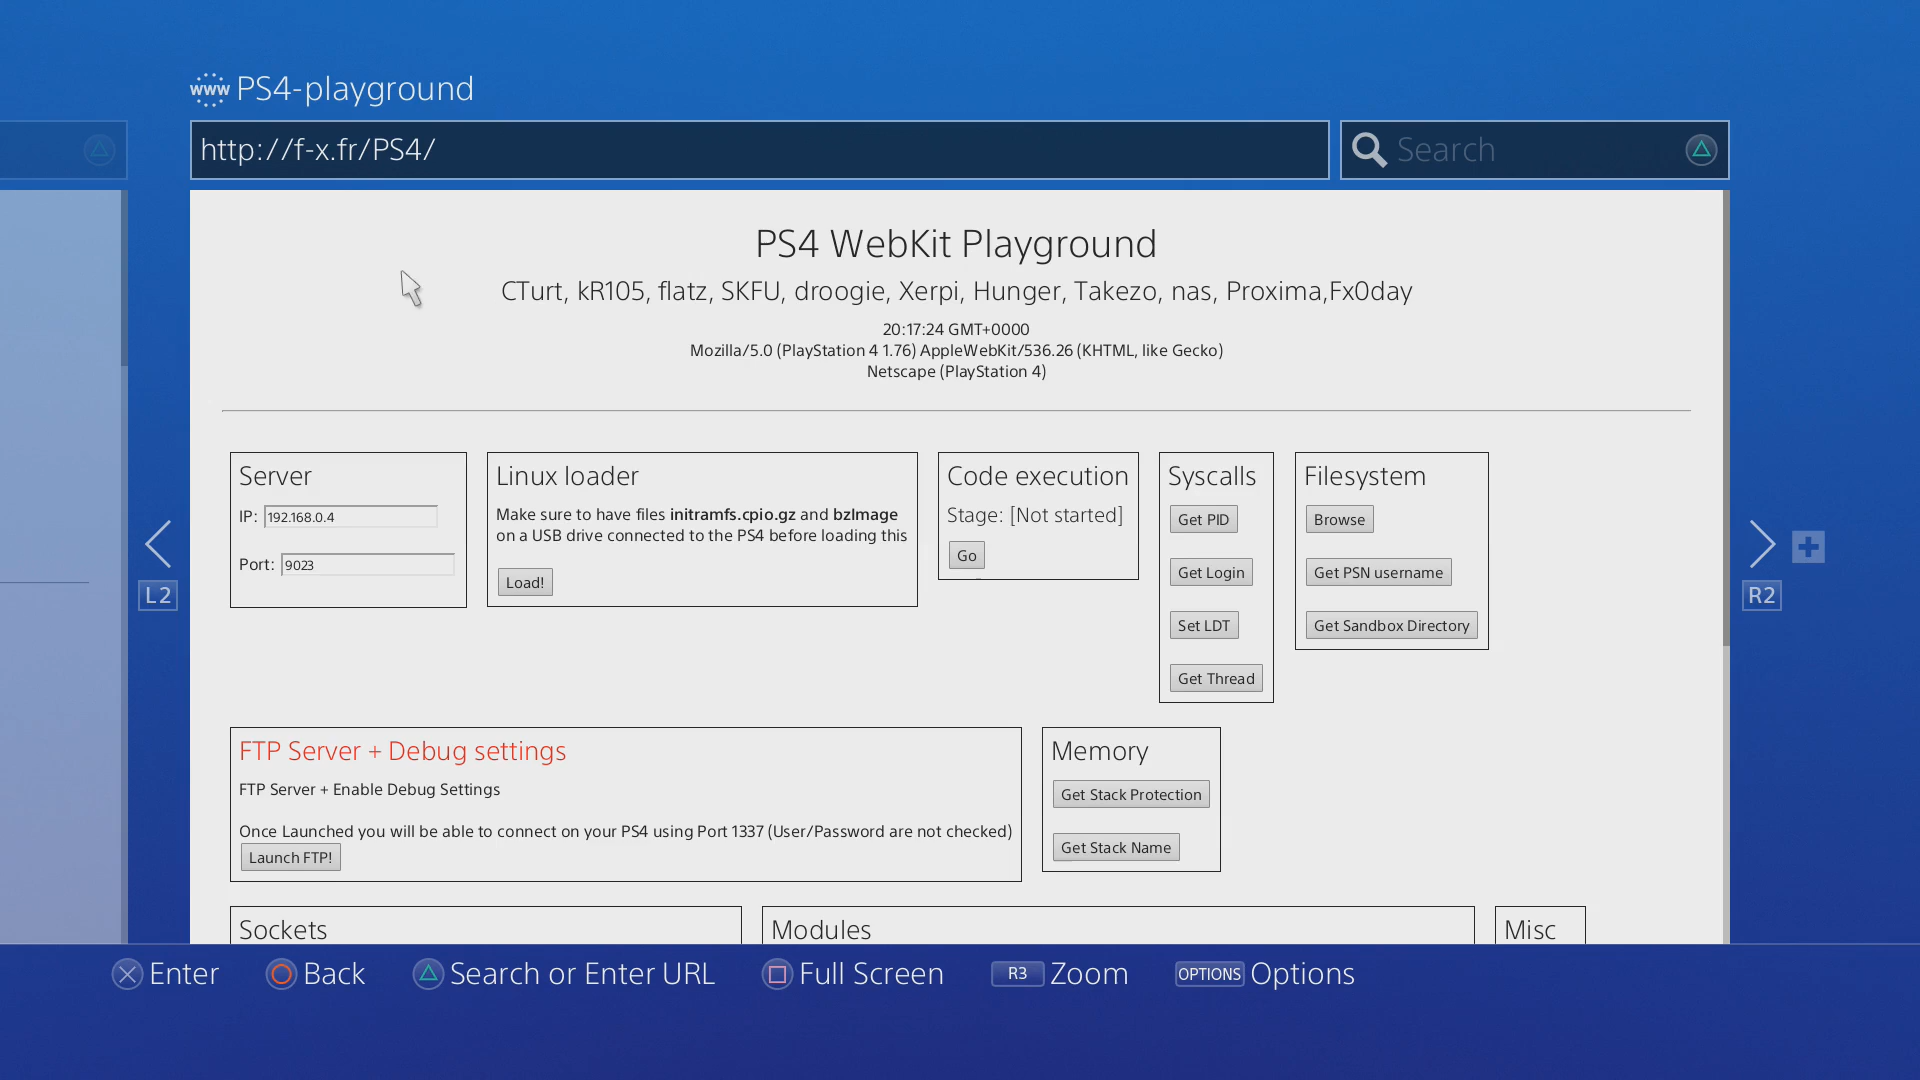 www PS4-playground
http://f-x.fr/PS4/
Search
PS4 WebKit Playground
CTurt, kR105, flatz, SKFU, droogie, Xerpi, Hunger, Takezo, nas, Proxima,Fx0day
20:17:24 GMT+0000
Mozilla/5.0 (PlayStation 4 1.76) AppleWebKit/536.26 (KHTML, like Gecko)
Netscape (PlayStation 4)
Server
IP: 192.168.0.4
Port: 9023
Linux loader
Make sure to have files initramfs.cpio.gz and bzImage
on a USB drive connected to the PS4 before loading this
Load!
Code execution
Stage: [Not started]
Go
Syscalls
Get PID
Get Login
Set LDT
Get Thread
Filesystem
Browse
Get PSN username
Get Sandbox Directory
L2
R2
FTP Server + Debug settings
FTP Server + Enable Debug Settings
Once Launched you will be able to connect on your PS4 using Port 1337 (User/Password are not checked)
Launch FTP!
Memory
Get Stack Protection
Get Stack Name
Sockets
Modules
Misc
Enter
Back
Search or Enter URL
Full Screen
R3 Zoom
OPTIONS Options